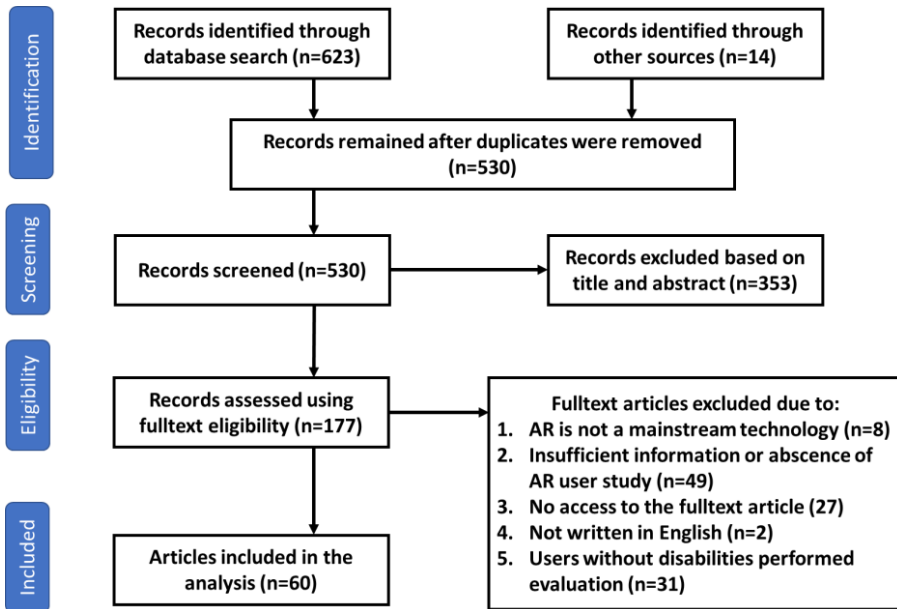 Identification
Records identified through
database search (n=623)
Records identified through
other sources (n=14)
Records remained after duplicates were removed
(n=530)
Screening
Records screened (n=530)
Records excluded based on
title and abstract (n=353)
Eligibility
Records assessed using
fulltext eligibility (n=177)
Fulltext articles excluded due to:
1. AR is not a mainstream technology (n=8)
2. Insufficient information or abscence of
AR user study (n=49)
3. No access to the fulltext article (27)
4. Not written in English (n=2)
5. Users without disabilities performed
evaluation (n=31)
Included
Articles included in the
analysis (n=60)